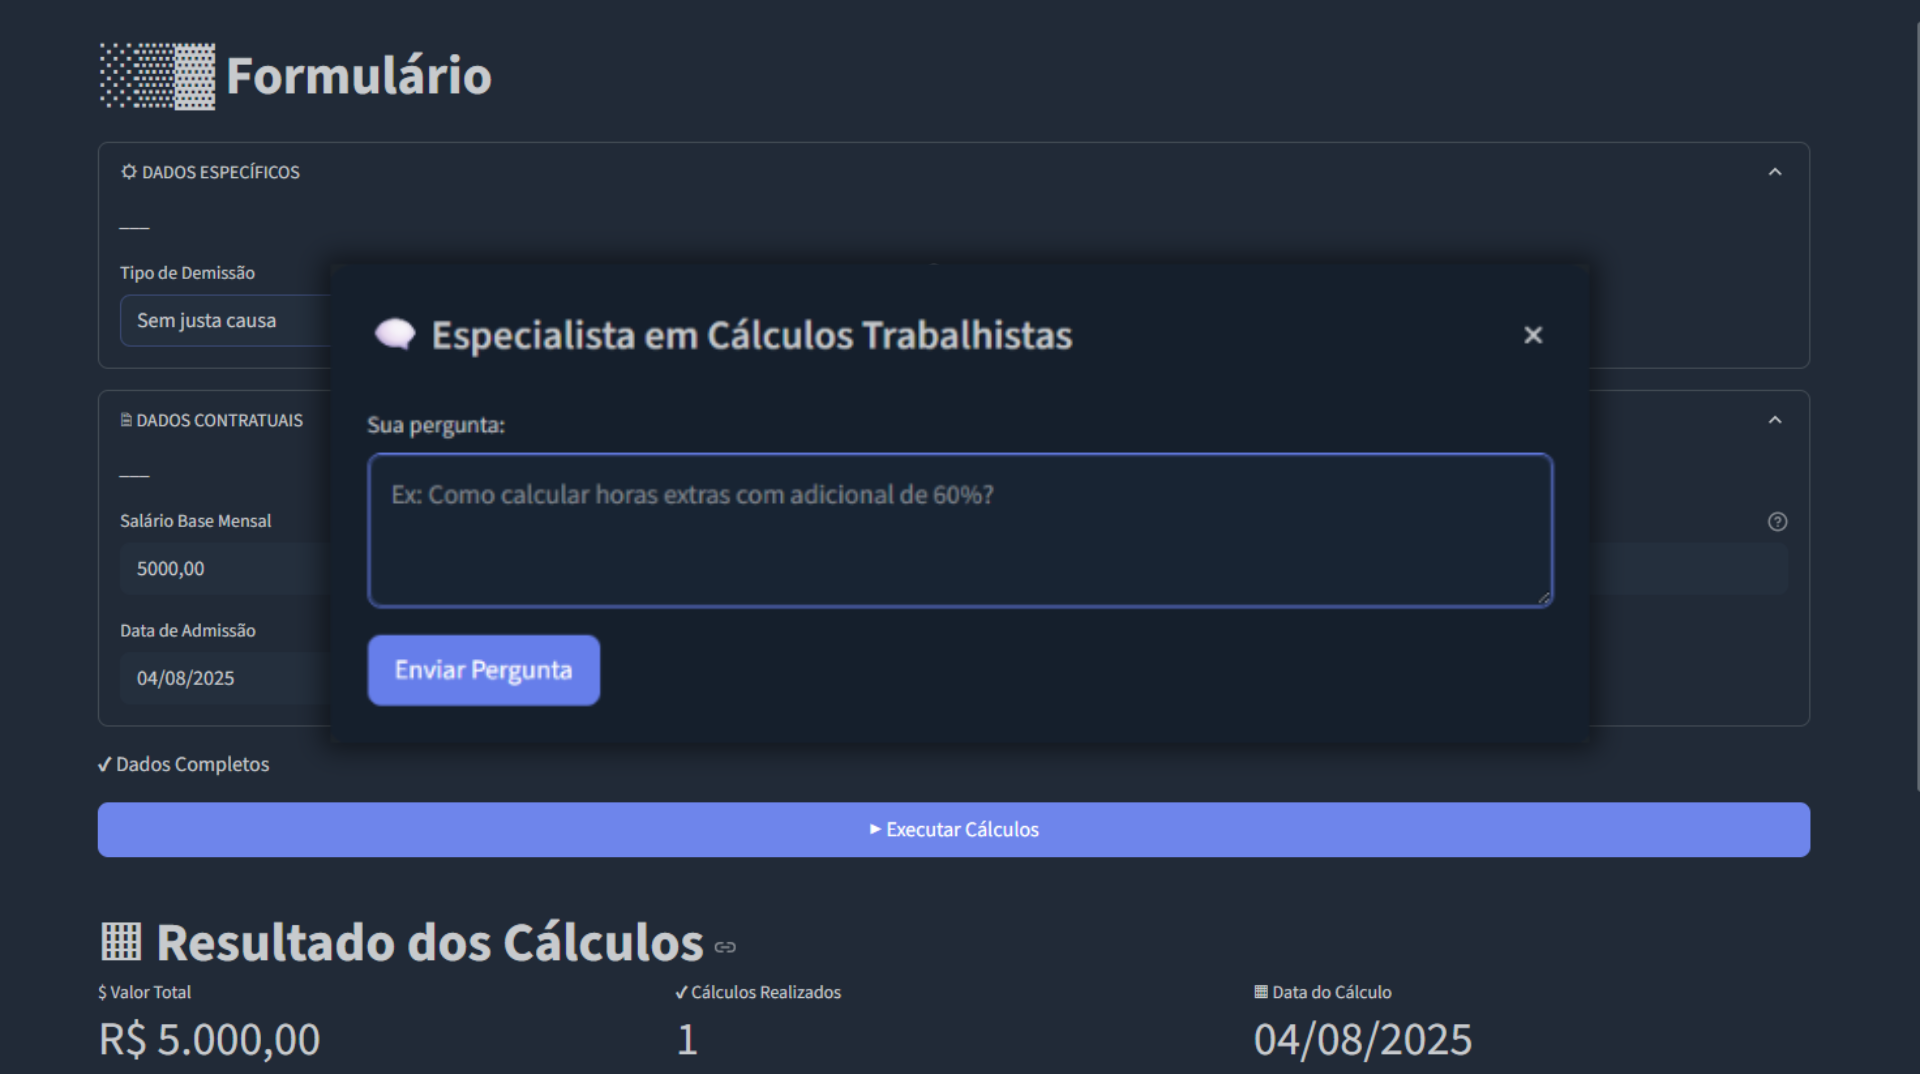 Formulário
DADOS ESPECÍFICOS
Tipo de Demissão
Sem justa causa
Especialista em Cálculos Trabalhistas
Sua pergunta:
Ex: Como calcular horas extras com adicional de 60%?
Enviar Pergunta
DADOS CONTRATUAIS
Salário Base Mensal
5000,00
Data de Admissão
04/08/2025
✓ Dados Completos
► Executar Cálculos
Resultado dos Cálculos
$ Valor Total
R$ 5.000,00
✓ Cálculos Realizados
1
Data do Cálculo
04/08/2025